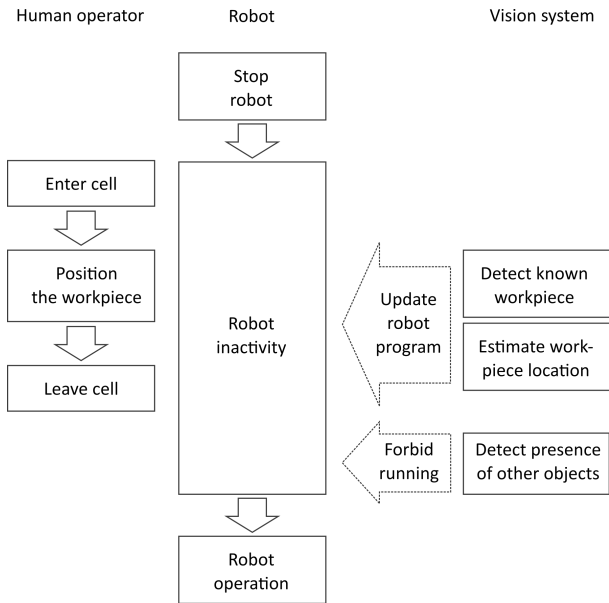 Human operator
Robot
Vision system
Stop
robot
Enter cell
Position
the workpiece
Leave cell
Robot
inactivity
Update
robot
program
Detect known
workpiece
Estimate work-
piece location
Forbid
running
Detect presence
of other objects
Robot
operation